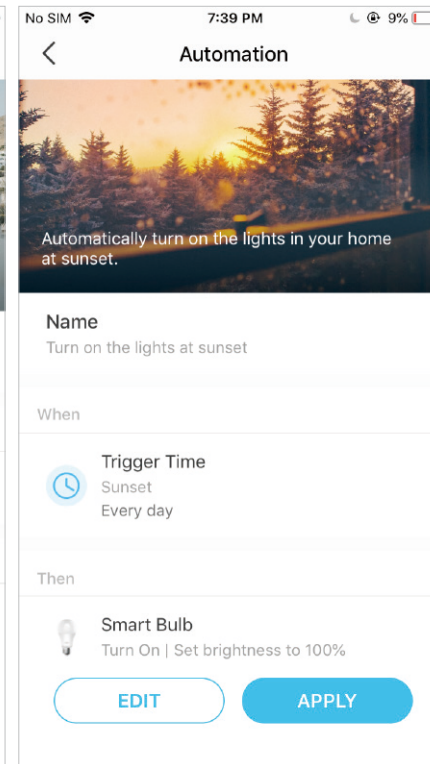 No SIM 7:39 PM 9%
Automation
Automatically turn on the lights in your home
at sunset.
Name
Turn on the lights at sunset
When
Trigger Time
Sunset
Every day
Then
Smart Bulb
Turn On | Set brightness to 100%
EDIT APPLY